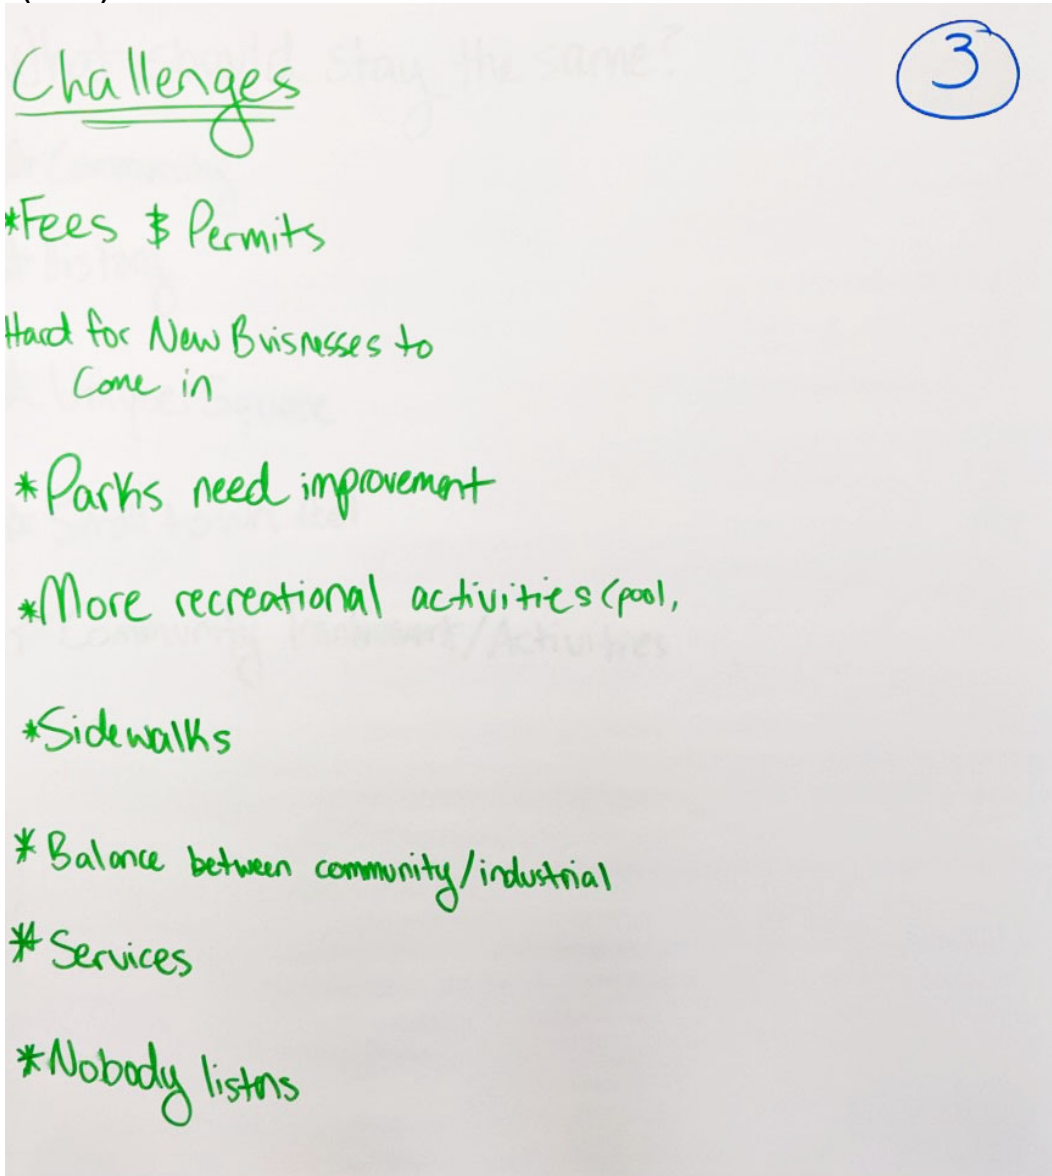 Challenges
3
*Fees & Permits
Hard for New Buisnesses to
Come in
*Parks need improvement
*More recreational activities (pool,
*Sidewalks
*Balance between community/industrial
*Services
*Nobody listns